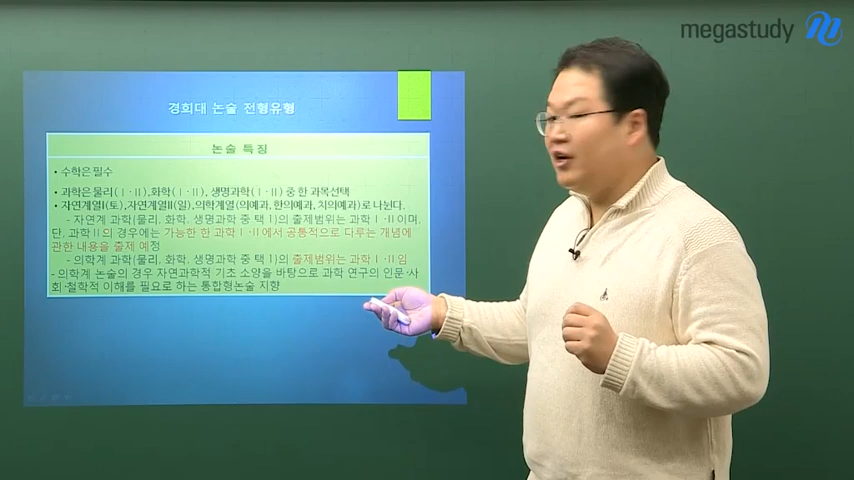 megastudy
경희대 논술 전형유형
논술 특징
• 수학은 필수
• 과학은 물리(Ⅰ·Ⅱ),화학(Ⅰ·Ⅱ), 생명과학(Ⅰ·Ⅱ) 중 한 과목선택
• 자연계열Ⅰ(토),자연계열Ⅱ(일),의학계열(의예과, 한의예과, 치의예과)로 나뉜다.
- 자연계 과학(물리, 화학, 생명과학 중 택 1)의 출제범위는 과학Ⅰ·Ⅱ이며,
단, 과학Ⅱ의 경우에는 가능한 한 과학Ⅰ·Ⅱ에서 공통적으로 다루는 개념에
관한 내용을 출제 예정
- 의학계 과학(물리, 화학, 생명과학 중 택 1)의 출제범위는 과학Ⅰ·Ⅱ임
- 의학계 논술의 경우 자연과학적 기초 소양을 바탕으로 과학 연구의 인문·사
회·철학적 이해를 필요로 하는 통합형논술 지향